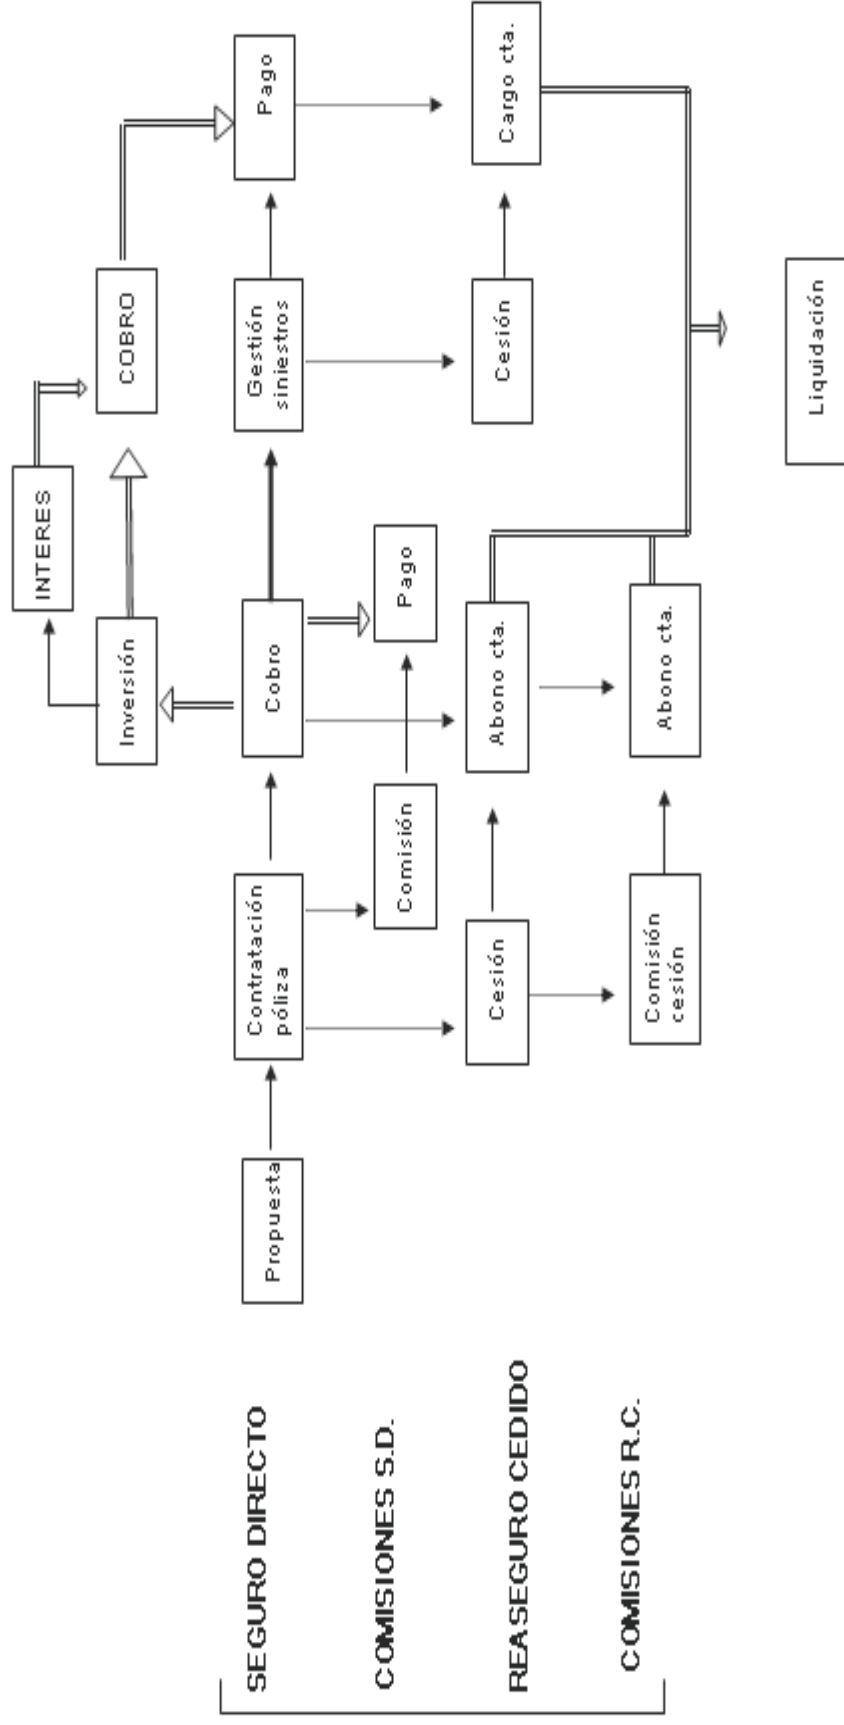 INTERES
Inversión
COBRO
SEGURO DIRECTO
Propuesta
Contratación
póliza
Cobro
Gestión
siniestros
Pago
COMISIONES S.D.
Comisión
Pago
REASEGURO CEDIDO
Cesión
Abono cta.
Cesión
Cargo cta.
COMISIONES R.C.
Comisión
cesión
Abono cta.
Liquidación